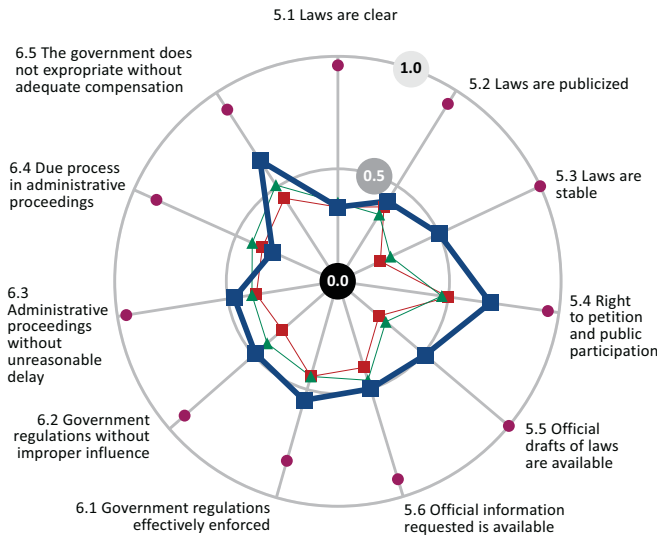 5.1 Laws are clear
6.5 The government does
not expropriate without
adequate compensation
1.0
5.2 Laws are publicized
6.4 Due process
in administrative
proceedings
0.5
5.3 Laws are
stable
0.0
6.3
Administrative
proceedings
without
unreasonable
delay
5.4 Right
to petition
and public
participation
6.2 Government
regulations without
improper influence
5.5 Official
drafts of laws
are available
6.1 Government regulations
effectively enforced
5.6 Official information
requested is available